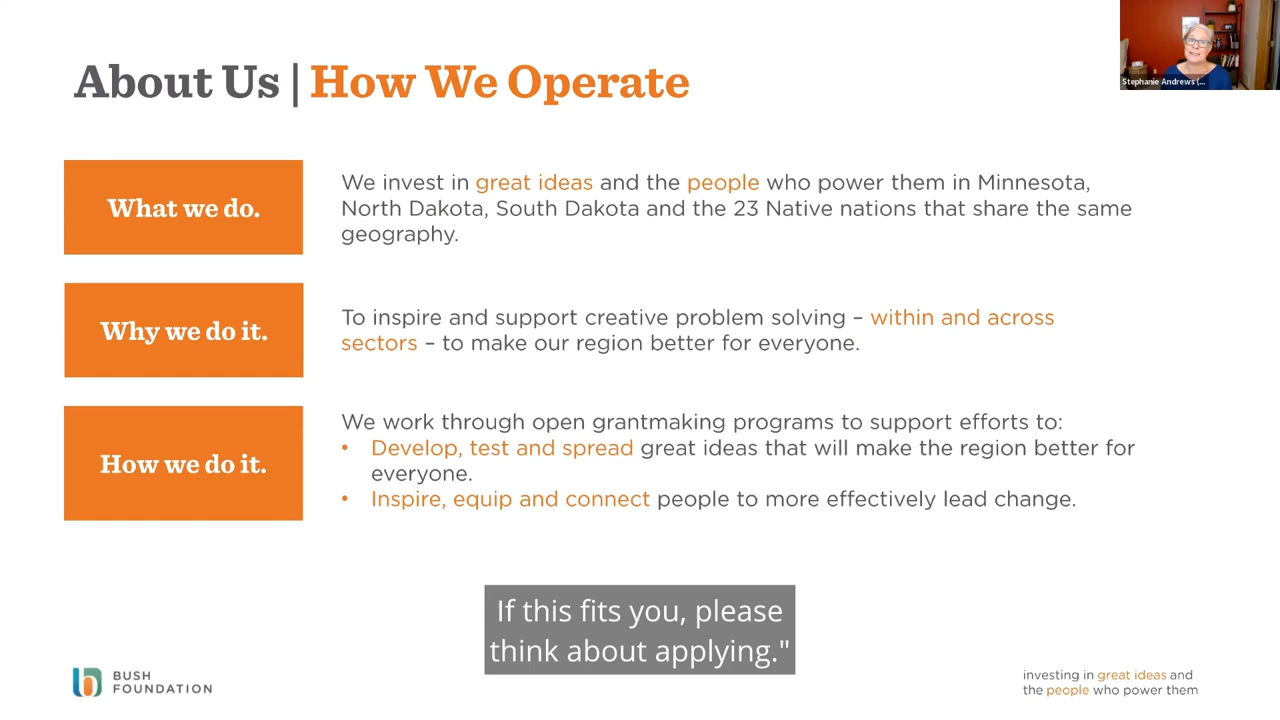 About Us | How We Operate
Stephanie Andrews (...
What we do.
We invest in great ideas and the people who power them in Minnesota,
North Dakota, South Dakota and the 23 Native nations that share the same
geography.
Why we do it.
To inspire and support creative problem solving – within and across
sectors – to make our region better for everyone.
How we do it.
We work through open grantmaking programs to support efforts to:
• Develop, test and spread great ideas that will make the region better for
everyone.
• Inspire, equip and connect people to more effectively lead change.
If this fits you, please
think about applying."
BUSH
FOUNDATION
investing in great ideas and
the people who power them